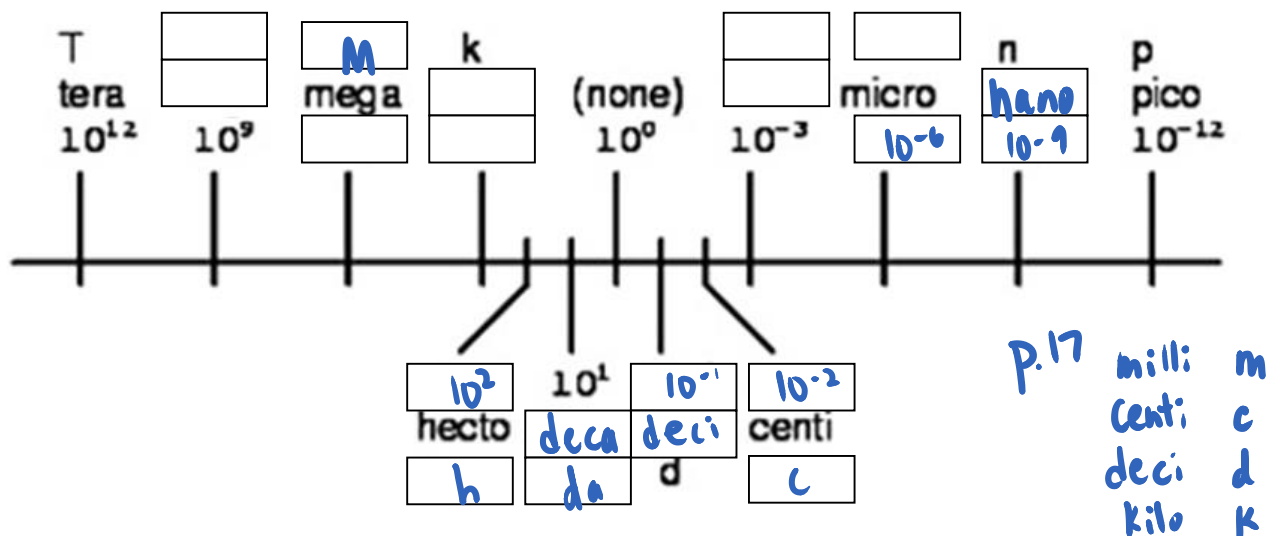 T M k n p
tera mega (none) micro hano pico
10¹² 10⁹ 10⁰ 10⁻³ 10⁻⁶ 10⁻⁹ 10⁻¹²
10² 10¹ 10⁻¹ 10⁻²
hecto deca deci centi
h da d c
p.17 milli m
centi c
deci d
kilo k